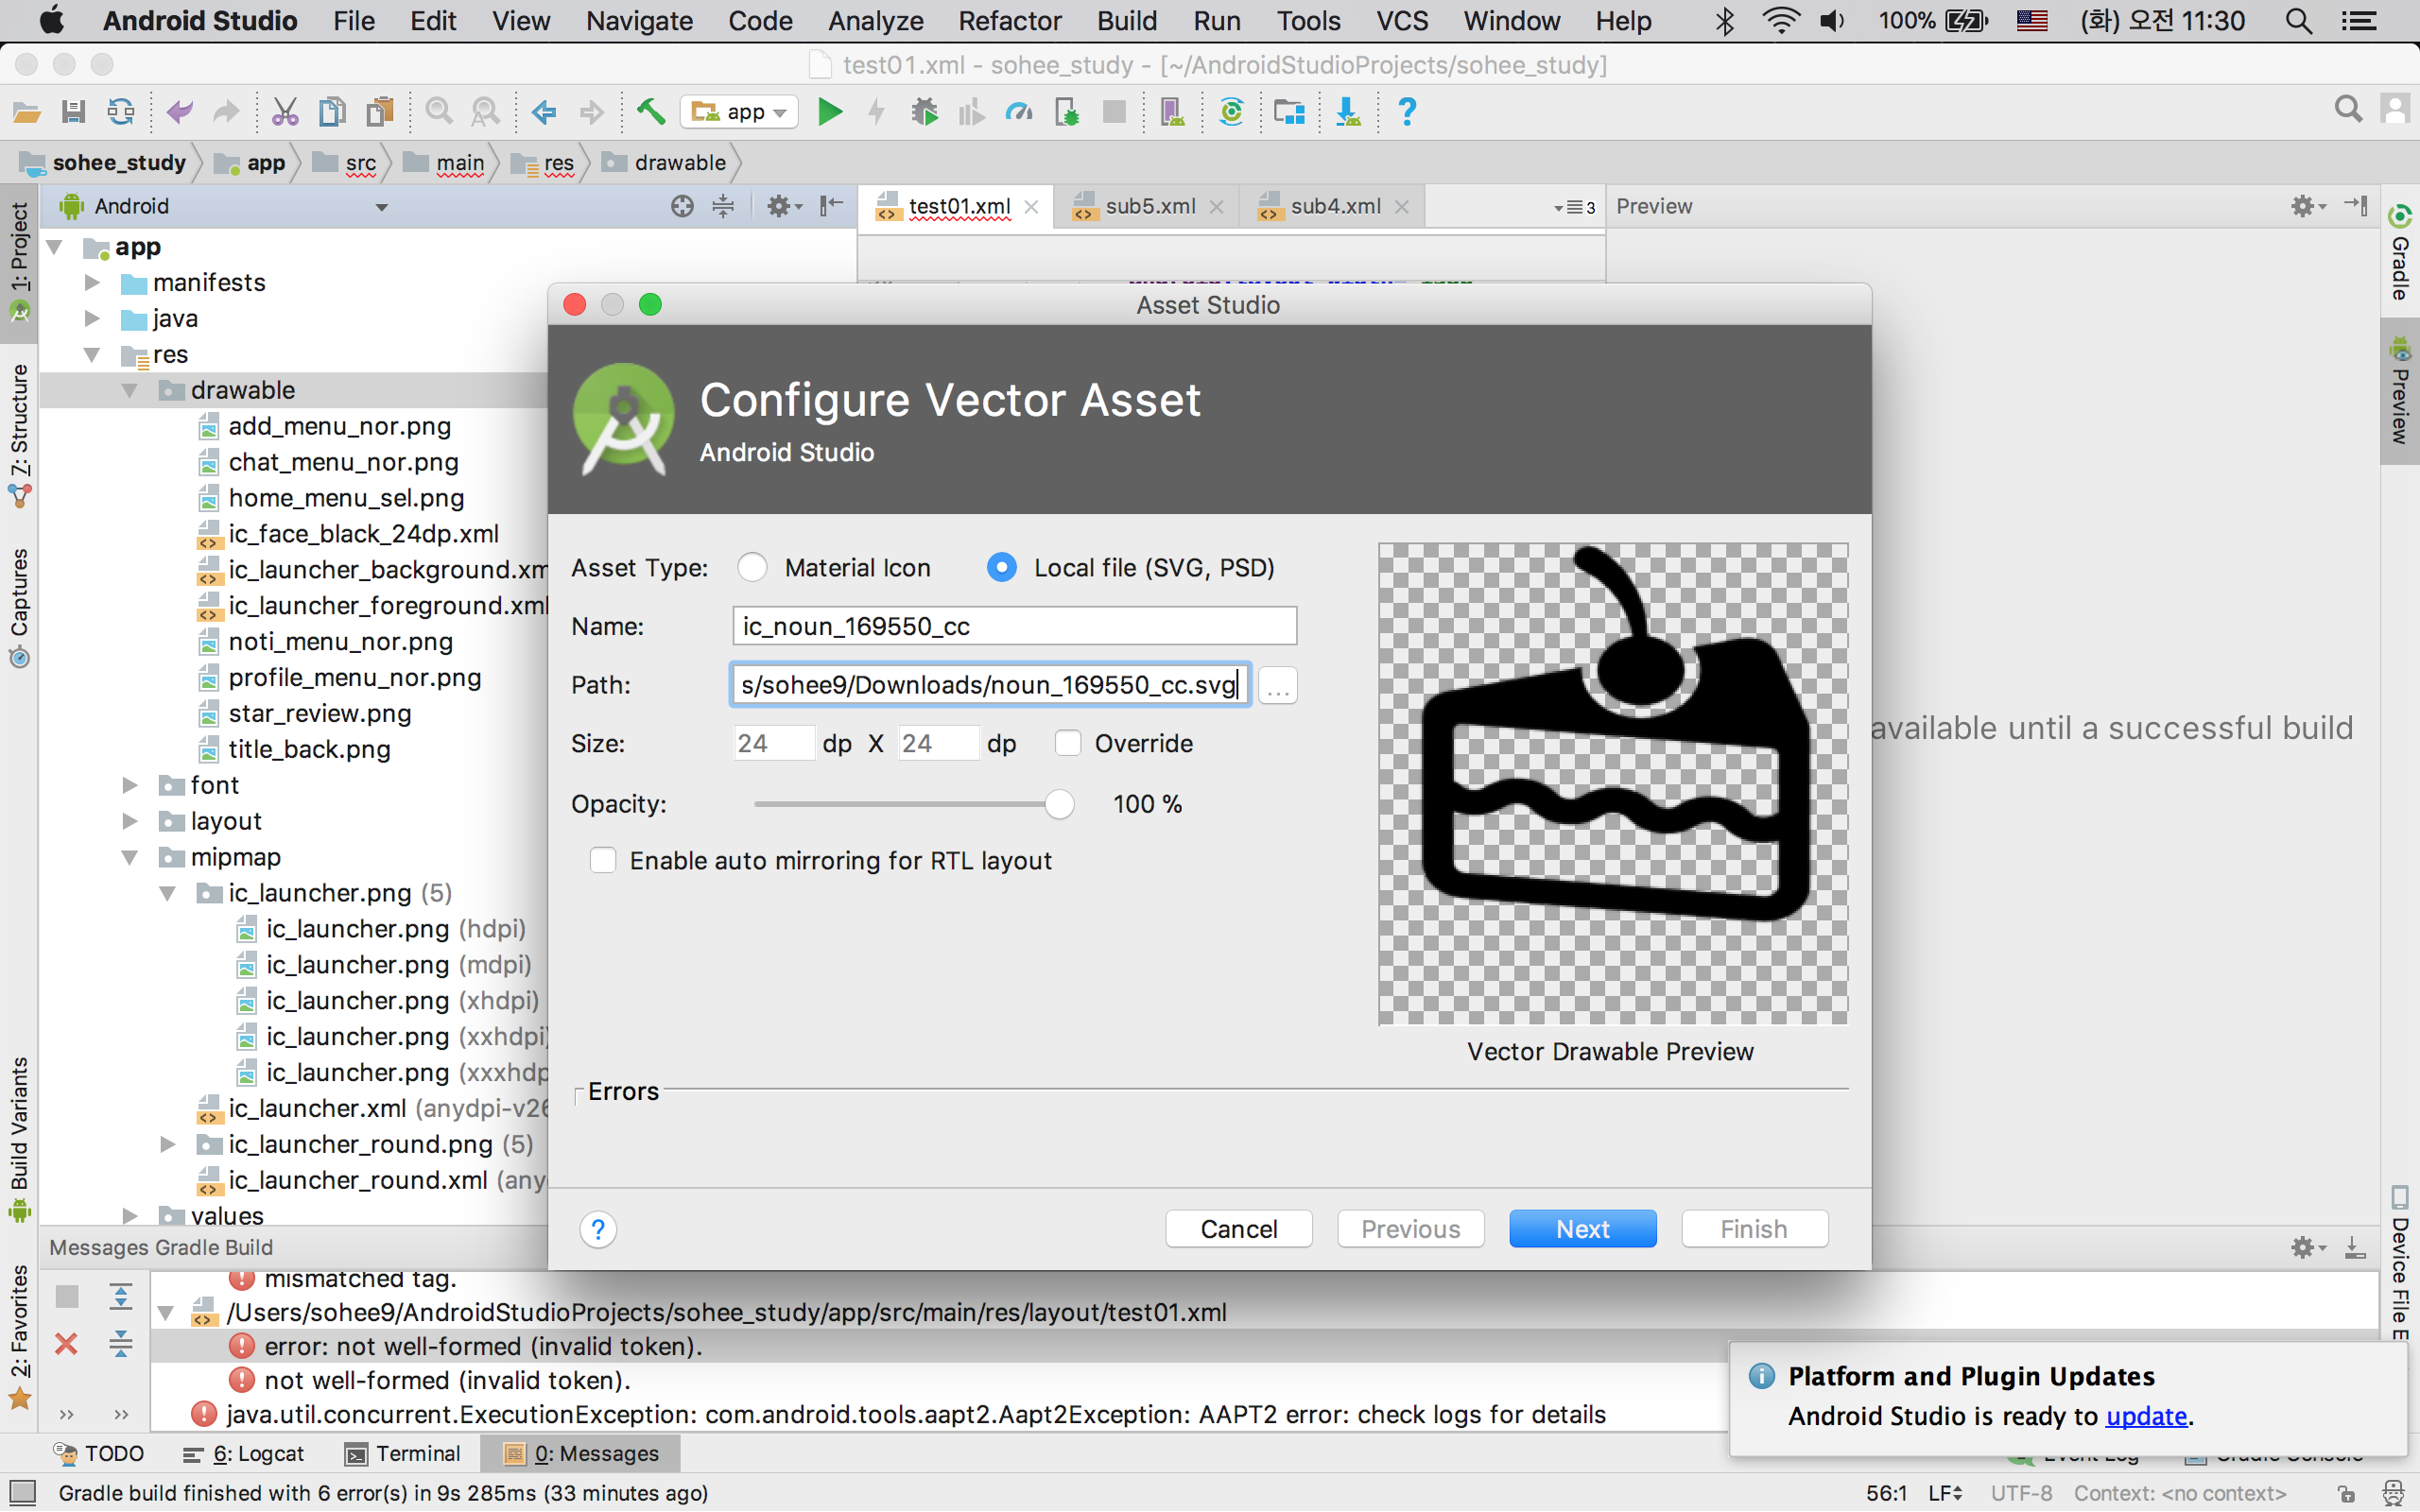 Android Studio File Edit View Navigate Code Analyze Refactor Build Run Tools VCS Window Help 100% (화) 오전 11:30
test01.xml - sohee_study - [~/AndroidStudioProjects/sohee_study]
app
sohee_study app src main res drawable
1: Project
7: Structure
Captures
Build Variants
2: Favorites
Android
app
manifests
java
res
drawable
add_menu_nor.png
chat_menu_nor.png
home_menu_sel.png
ic_face_black_24dp.xml
ic_launcher_background.xm
ic_launcher_foreground.xml
noti_menu_nor.png
profile_menu_nor.png
star_review.png
title_back.png
font
layout
mipmap
ic_launcher.png (5)
ic_launcher.png (hdpi)
ic_launcher.png (mdpi)
ic_launcher.png (xhdpi)
ic_launcher.png (xxhdpi)
ic_launcher.png (xxxhdp
ic_launcher.xml (anydpi-v26
ic_launcher_round.png (5)
ic_launcher_round.xml (any
values
test01.xml sub5.xml sub4.xml 3
Preview
Gradle
Preview
Device File E
available until a successful build
Asset Studio
Configure Vector Asset
Android Studio
Asset Type: Material Icon Local file (SVG, PSD)
Name: ic_noun_169550_cc
Path: s/sohee9/Downloads/noun_169550_cc.svg ...
Size: 24 dp X 24 dp Override
Opacity: 100 %
Enable auto mirroring for RTL layout
Vector Drawable Preview
Errors
? Cancel Previous Next Finish
Messages Gradle Build
mismatched tag.
/Users/sohee9/AndroidStudioProjects/sohee_study/app/src/main/res/layout/test01.xml
error: not well-formed (invalid token).
not well-formed (invalid token).
java.util.concurrent.ExecutionException: com.android.tools.aapt2.Aapt2Exception: AAPT2 error: check logs for details
Platform and Plugin Updates
Android Studio is ready to update.
TODO 6: Logcat Terminal 0: Messages Event Log Gradle Console
Gradle build finished with 6 error(s) in 9s 285ms (33 minutes ago) 56:1 LF UTF-8 Context: <no context>